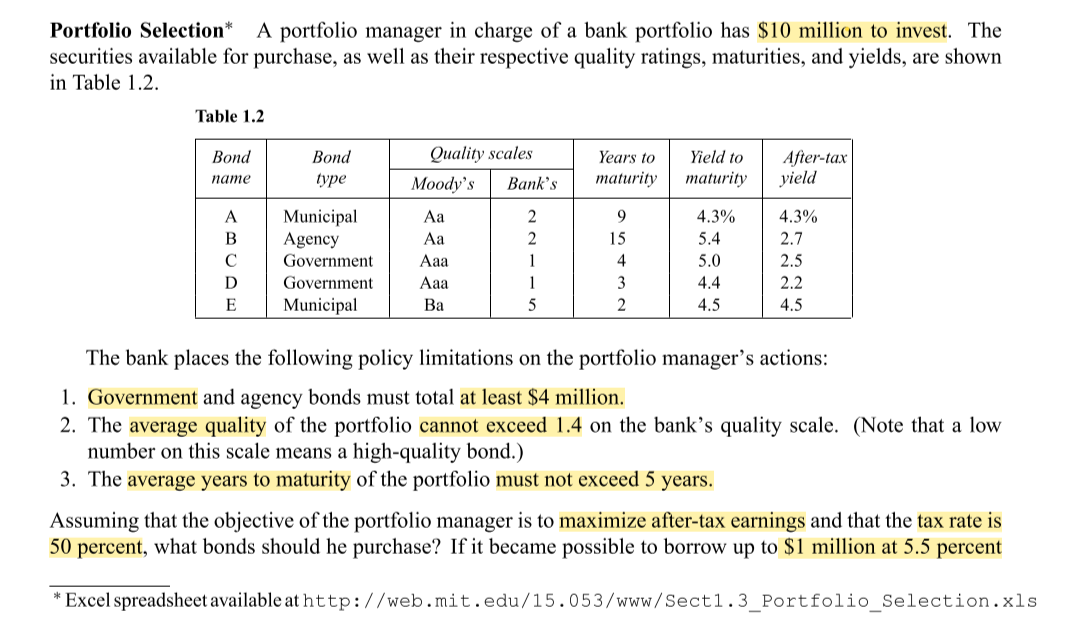 Portfolio Selection* A portfolio manager in charge of a bank portfolio has $10 million to invest. The
securities available for purchase, as well as their respective quality ratings, maturities, and yields, are shown
in Table 1.2.
Table 1.2
Bond name Bond type Quality scales Years to maturity Yield to maturity After-tax yield
Moody's Bank's
A Municipal Aa 2 9 4.3% 4.3%
B Agency Aa 2 15 5.4 2.7
C Government Aaa 1 4 5.0 2.5
D Government Aaa 1 3 4.4 2.2
E Municipal Ba 5 2 4.5 4.5
The bank places the following policy limitations on the portfolio manager's actions:
1. Government and agency bonds must total at least $4 million.
2. The average quality of the portfolio cannot exceed 1.4 on the bank's quality scale. (Note that a low
number on this scale means a high-quality bond.)
3. The average years to maturity of the portfolio must not exceed 5 years.
Assuming that the objective of the portfolio manager is to maximize after-tax earnings and that the tax rate is
50 percent, what bonds should he purchase? If it became possible to borrow up to $1 million at 5.5 percent
* Excel spreadsheet available at http://web.mit.edu/15.053/www/Sect1.3_Portfolio_Selection.xls